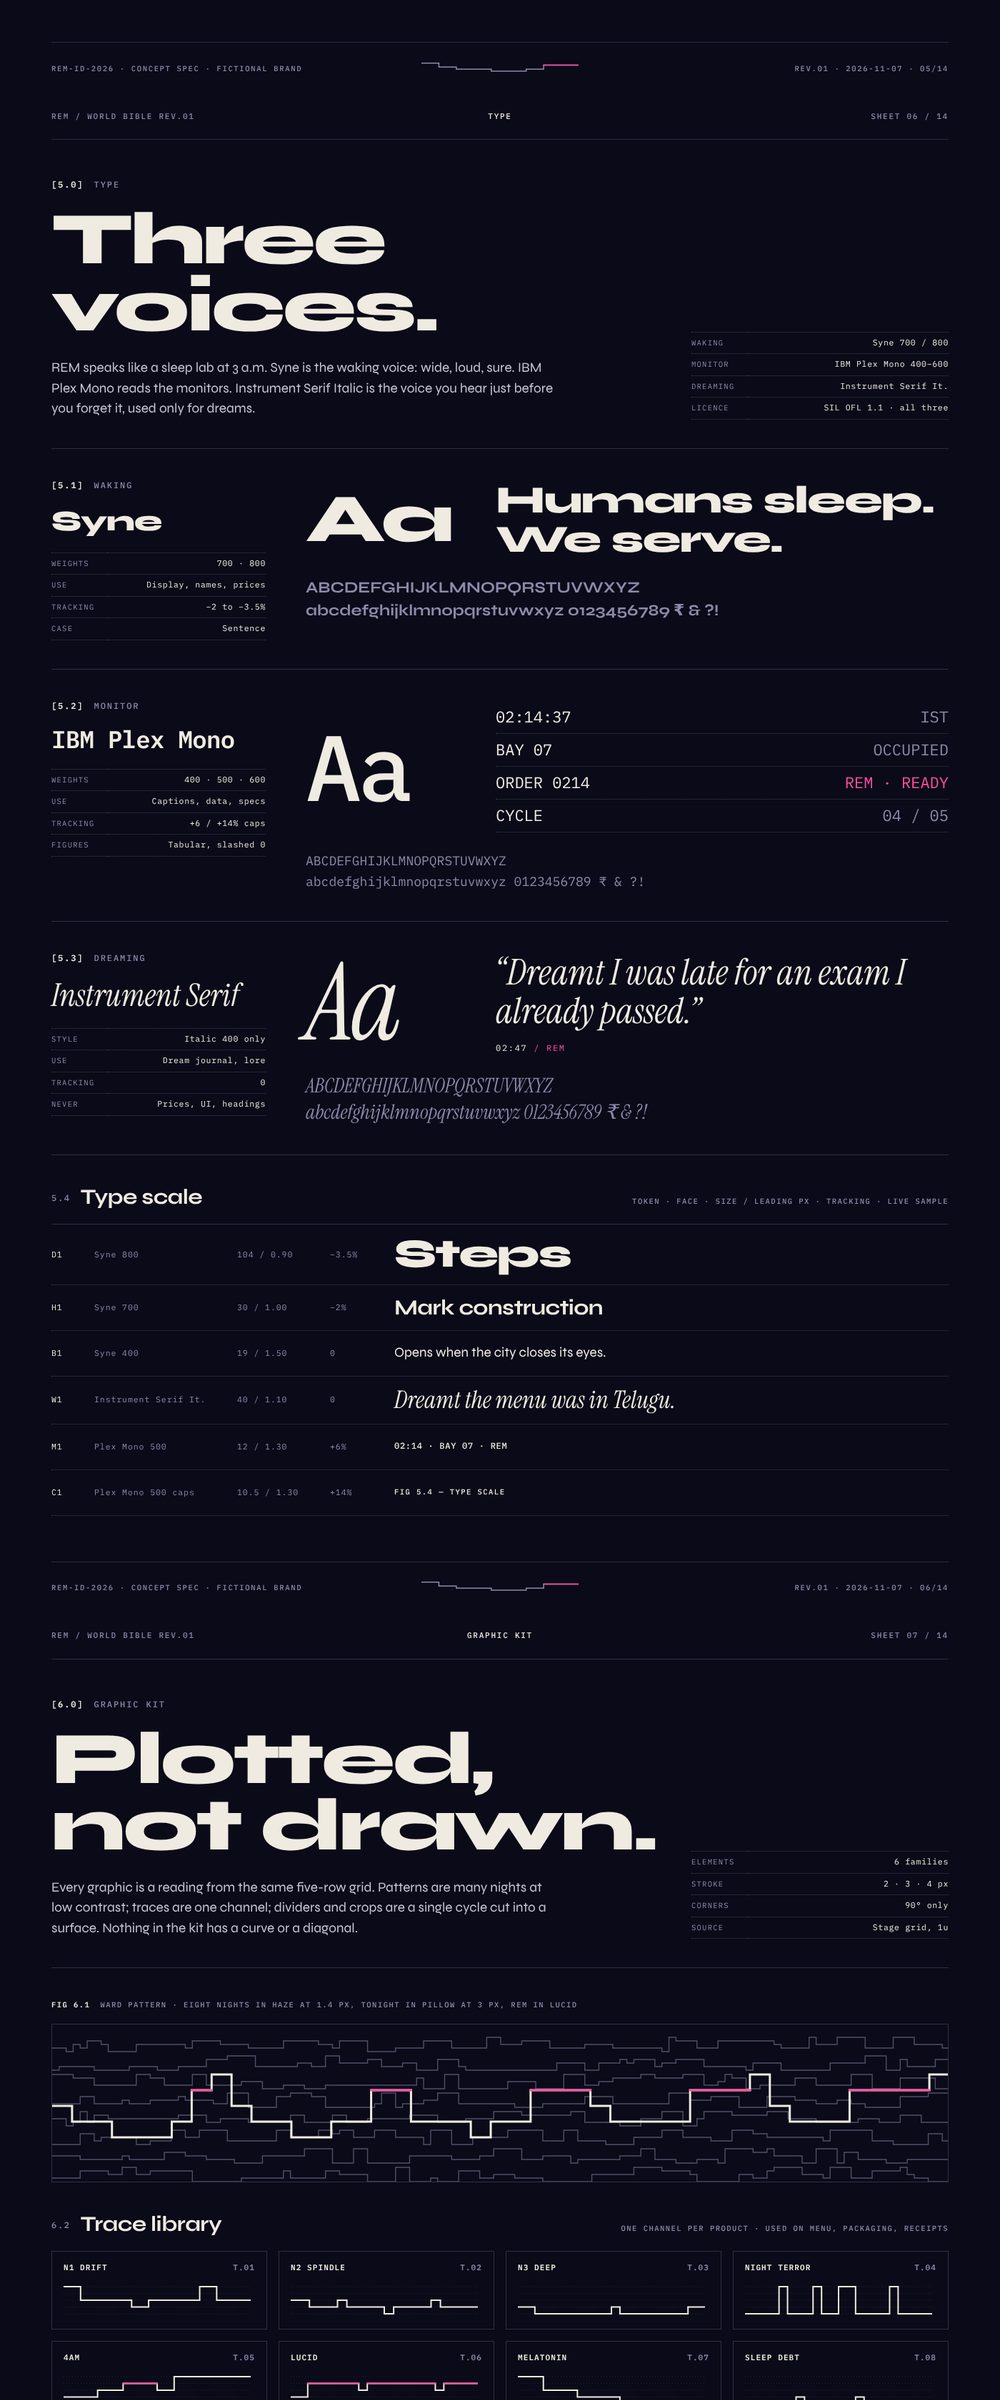 REM-ID-2026 · CONCEPT SPEC · FICTIONAL BRAND
REV.01 · 2026-11-07 · 05/14
REM / WORLD BIBLE REV.01
TYPE
SHEET 06 / 14
[5.0] TYPE
Three
voices.
REM speaks like a sleep lab at 3 a.m. Syne is the waking voice: wide, loud, sure. IBM
Plex Mono reads the monitors. Instrument Serif Italic is the voice you hear just before
you forget it, used only for dreams.
WAKING Syne 700 / 800
MONITOR IBM Plex Mono 400–600
DREAMING Instrument Serif It.
LICENCE SIL OFL 1.1 · all three
[5.1] WAKING
Syne
WEIGHTS 700 · 800
USE Display, names, prices
TRACKING −2 to −3.5%
CASE Sentence
Aa
Humans sleep.
We serve.
ABCDEFGHIJKLMNOPQRSTUVWXYZ
abcdefghijklmnopqrstuvwxyz 0123456789 ₹ & ?!
[5.2] MONITOR
IBM Plex Mono
WEIGHTS 400 · 500 · 600
USE Captions, data, specs
TRACKING +6 / +14% caps
FIGURES Tabular, slashed 0
Aa
02:14:37 IST
BAY 07 OCCUPIED
ORDER 0214 REM · READY
CYCLE 04 / 05
ABCDEFGHIJKLMNOPQRSTUVWXYZ
abcdefghijklmnopqrstuvwxyz 0123456789 ₹ & ?!
[5.3] DREAMING
Instrument Serif
STYLE Italic 400 only
USE Dream journal, lore
TRACKING 0
NEVER Prices, UI, headings
Aa
“Dreamt I was late for an exam I
already passed.”
02:47 / REM
ABCDEFGHIJKLMNOPQRSTUVWXYZ
abcdefghijklmnopqrstuvwxyz 0123456789 ₹ & ?!
5.4 Type scale
TOKEN · FACE · SIZE / LEADING PX · TRACKING · LIVE SAMPLE
D1 Syne 800 104 / 0.90 −3.5% Steps
H1 Syne 700 30 / 1.00 −2% Mark construction
B1 Syne 400 19 / 1.50 0 Opens when the city closes its eyes.
W1 Instrument Serif It. 40 / 1.10 0 Dreamt the menu was in Telugu.
M1 Plex Mono 500 12 / 1.30 +6% 02:14 · BAY 07 · REM
C1 Plex Mono 500 caps 10.5 / 1.30 +14% FIG 5.4 — TYPE SCALE
REM-ID-2026 · CONCEPT SPEC · FICTIONAL BRAND
REV.01 · 2026-11-07 · 06/14
REM / WORLD BIBLE REV.01
GRAPHIC KIT
SHEET 07 / 14
[6.0] GRAPHIC KIT
Plotted,
not drawn.
Every graphic is a reading from the same five-row grid. Patterns are many nights at
low contrast; traces are one channel; dividers and crops are a single cycle cut into a
surface. Nothing in the kit has a curve or a diagonal.
ELEMENTS 6 families
STROKE 2 · 3 · 4 px
CORNERS 90° only
SOURCE Stage grid, 1u
FIG 6.1 WARD PATTERN · EIGHT NIGHTS IN HAZE AT 1.4 PX, TONIGHT IN PILLOW AT 3 PX, REM IN LUCID
6.2 Trace library
ONE CHANNEL PER PRODUCT · USED ON MENU, PACKAGING, RECEIPTS
N1 DRIFT T.01
N2 SPINDLE T.02
N3 DEEP T.03
NIGHT TERROR T.04
4AM T.05
LUCID T.06
MELATONIN T.07
SLEEP DEBT T.08